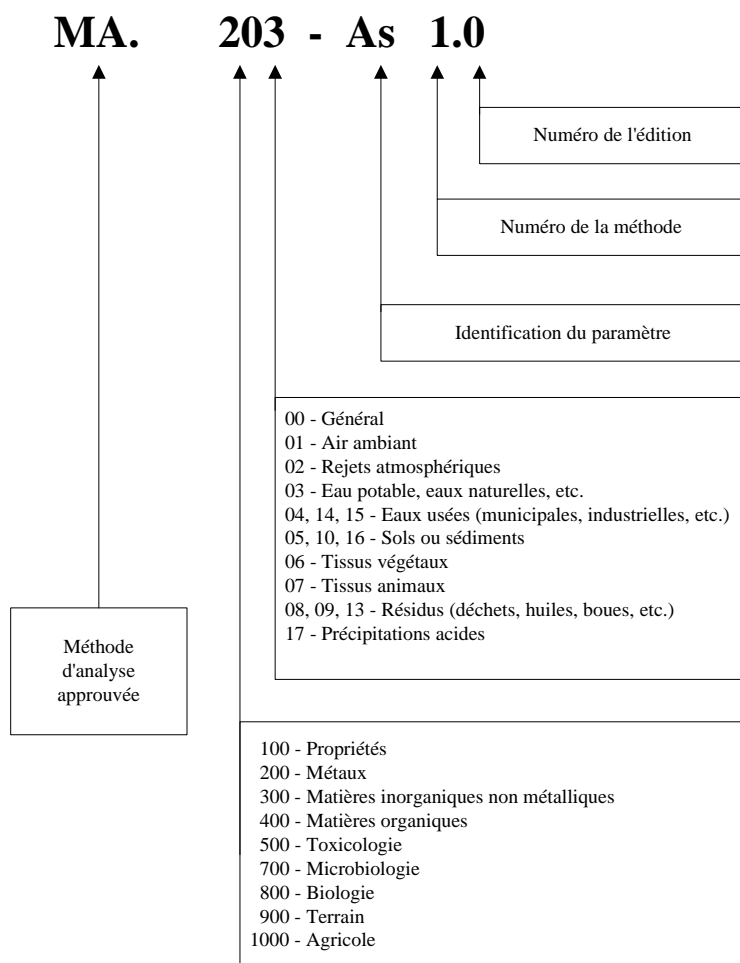 MA. 203 - As 1.0
Numéro de l'édition
Numéro de la méthode
Identification du paramètre
00 - Général
01 - Air ambiant
02 - Rejets atmosphériques
03 - Eau potable, eaux naturelles, etc.
04, 14, 15 - Eaux usées (municipales, industrielles, etc.)
05, 10, 16 - Sols ou sédiments
06 - Tissus végétaux
07 - Tissus animaux
08, 09, 13 - Résidus (déchets, huiles, boues, etc.)
17 - Précipitations acides
Méthode
d'analyse
approuvée
100 - Propriétés
200 - Métaux
300 - Matières inorganiques non métalliques
400 - Matières organiques
500 - Toxicologie
700 - Microbiologie
800 - Biologie
900 - Terrain
1000 - Agricole